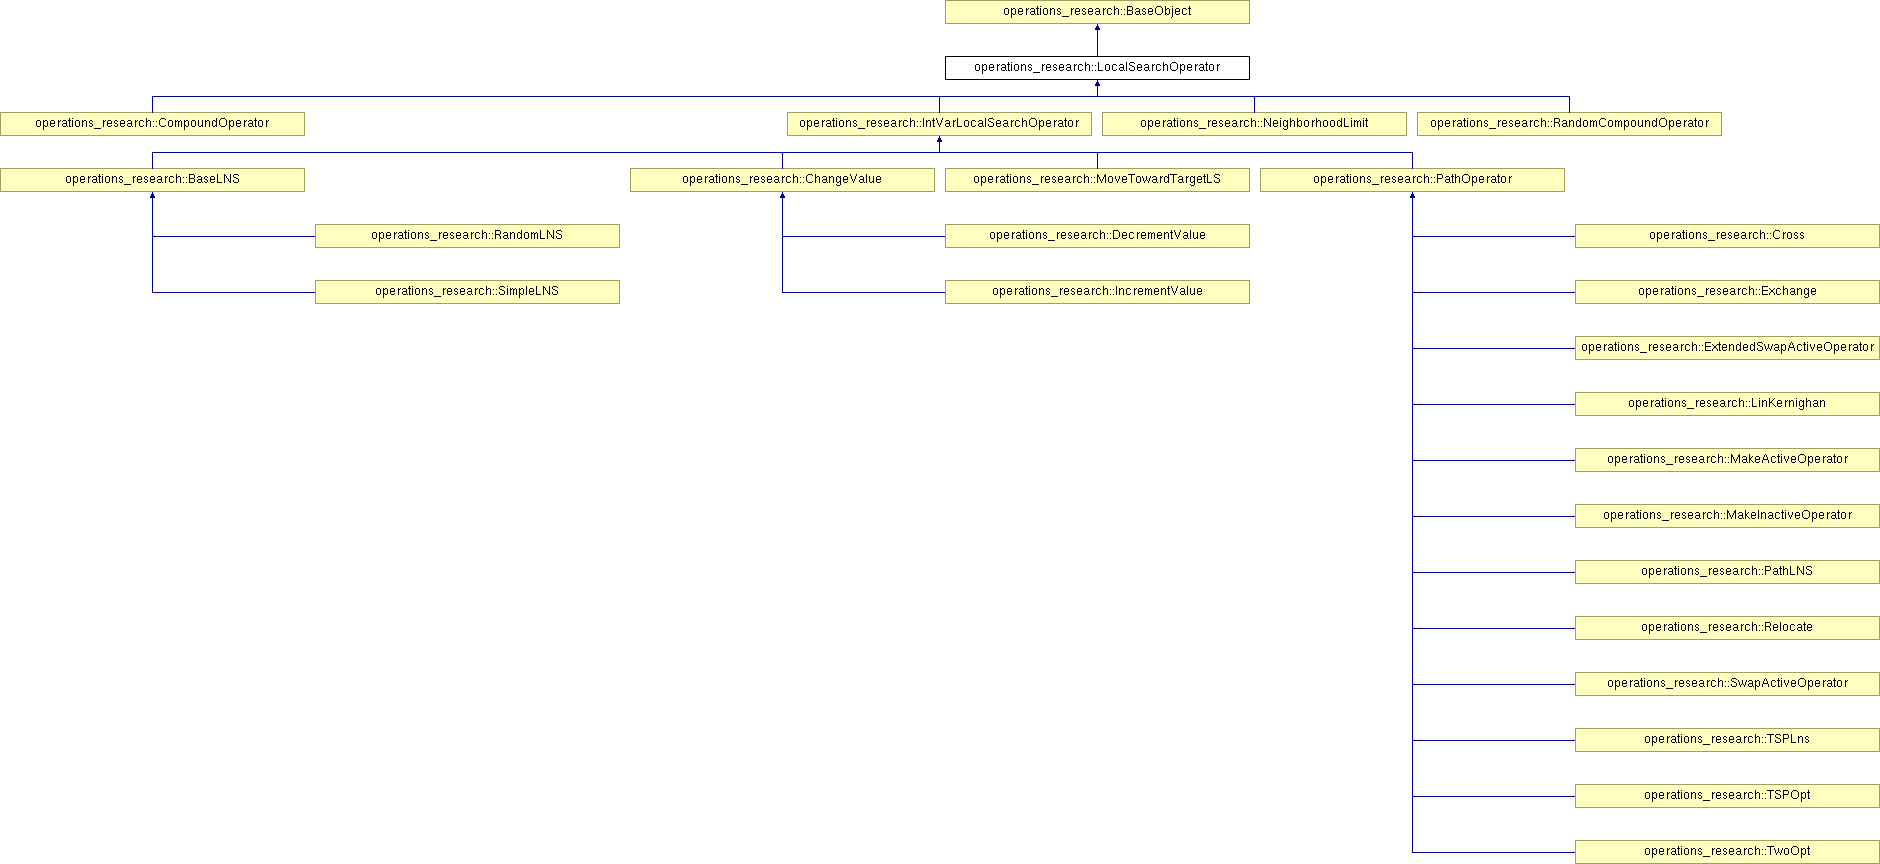 operations_research::BaseObject
operations_research::LocalSearchOperator
operations_research::CompoundOperator
operations_research::IntVarLocalSearchOperator
operations_research::NeighborhoodLimit
operations_research::RandomCompoundOperator
operations_research::BaseLNS
operations_research::ChangeValue
operations_research::MoveTowardTargetLS
operations_research::PathOperator
operations_research::RandomLNS
operations_research::DecrementValue
operations_research::Cross
operations_research::SimpleLNS
operations_research::IncrementValue
operations_research::Exchange
operations_research::ExtendedSwapActiveOperator
operations_research::LinKernighan
operations_research::MakeActiveOperator
operations_research::MakeInactiveOperator
operations_research::PathLNS
operations_research::Relocate
operations_research::SwapActiveOperator
operations_research::TSPLns
operations_research::TSPOpt
operations_research::TwoOpt